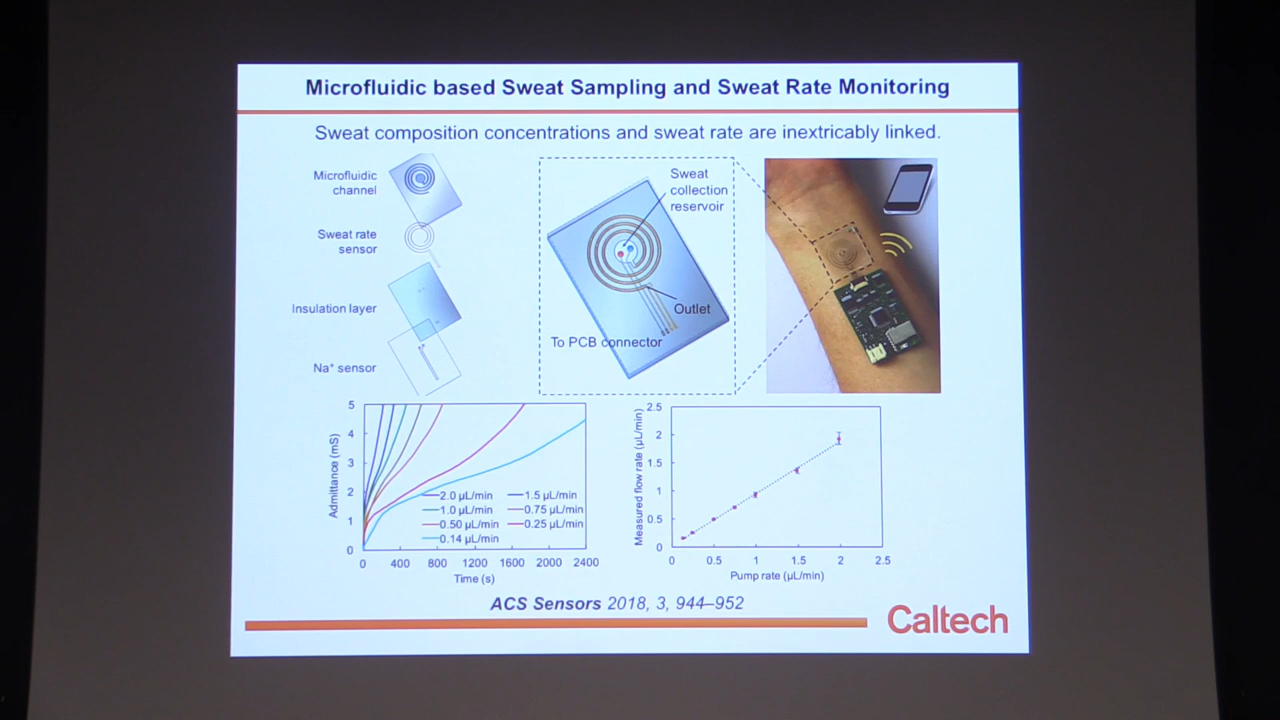 Microfluidic based Sweat Sampling and Sweat Rate Monitoring
Sweat composition concentrations and sweat rate are inextricably linked.
Microfluidic
channel
Sweat rate
sensor
Insulation layer
Na⁺ sensor
Sweat
collection
reservoir
Outlet
To PCB connector
Admittance (mS)
5
4
3
2
1
0
2.0 µL/min
1.5 µL/min
1.0 µL/min
0.75 µL/min
0.50 µL/min
0.25 µL/min
0.14 µL/min
0 400 800 1200 1600 2000 2400
Time (s)
Measured flow rate (µL/min)
2.5
2
1.5
1
0.5
0
0 0.5 1 1.5 2 2.5
Pump rate (µL/min)
ACS Sensors 2018, 3, 944–952
Caltech